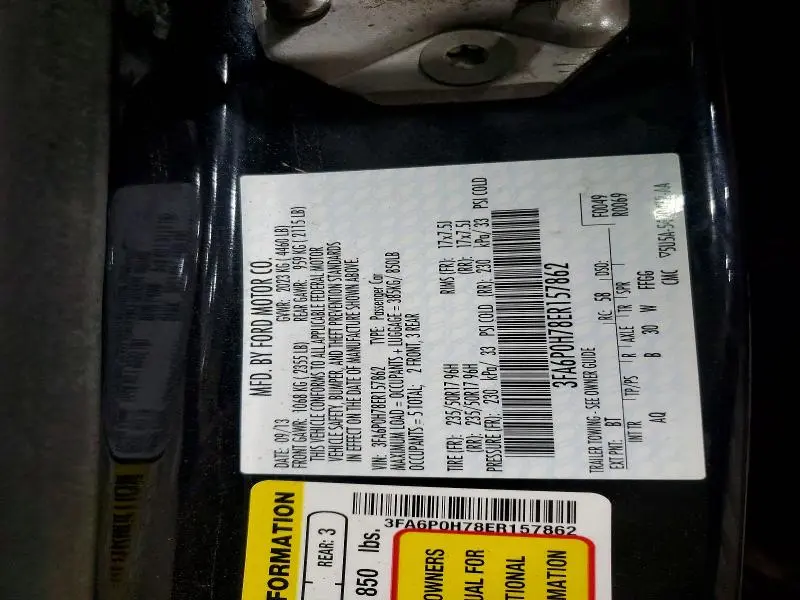 MFD. BY FORD MOTOR CO.
DATE: 09/13 GVWR: 2023 KG ( 4460 LB)
FRONT GAWR: 1068 KG ( 2355 LB) REAR GAWR: 959 KG ( 2115 LB)
THIS VEHICLE CONFORMS TO ALL APPLICABLE FEDERAL MOTOR
VEHICLE SAFETY, BUMPER, AND THEFT PREVENTION STANDARDS
IN EFFECT ON THE DATE OF MANUFACTURE SHOWN ABOVE.
VIN: 3FA6P0H78ER157862 TYPE: Passenger Car
MAXIMUM LOAD = OCCUPANTS + LUGGAGE = 385KG/ 850LB
OCCUPANTS = 5 TOTAL; 2 FRONT, 3 REAR
TIRE (FR): 235/50R17 96H RIMS (FR): 17x7.5J
(RR): 235/50R17 96H (RR): 17x7.5J
PRESSURE (FR): 230 kPa/ 33 PSI COLD (RR): 230 kPa/ 33 PSI COLD
3FA6P0H78ER157862
TRAILER TOWING - SEE OWNER GUIDE F0049
EXT PNT: BT RC: 58 DSO: R0069
INT TR TP/PS R AXLE TR SPR
AQ B 30 W FFGG
CMC
FORMATION
REAR: 3
850 lbs.
3FA6P0H78ER157862
OWNERS
UAL FOR
TIONAL
MATION